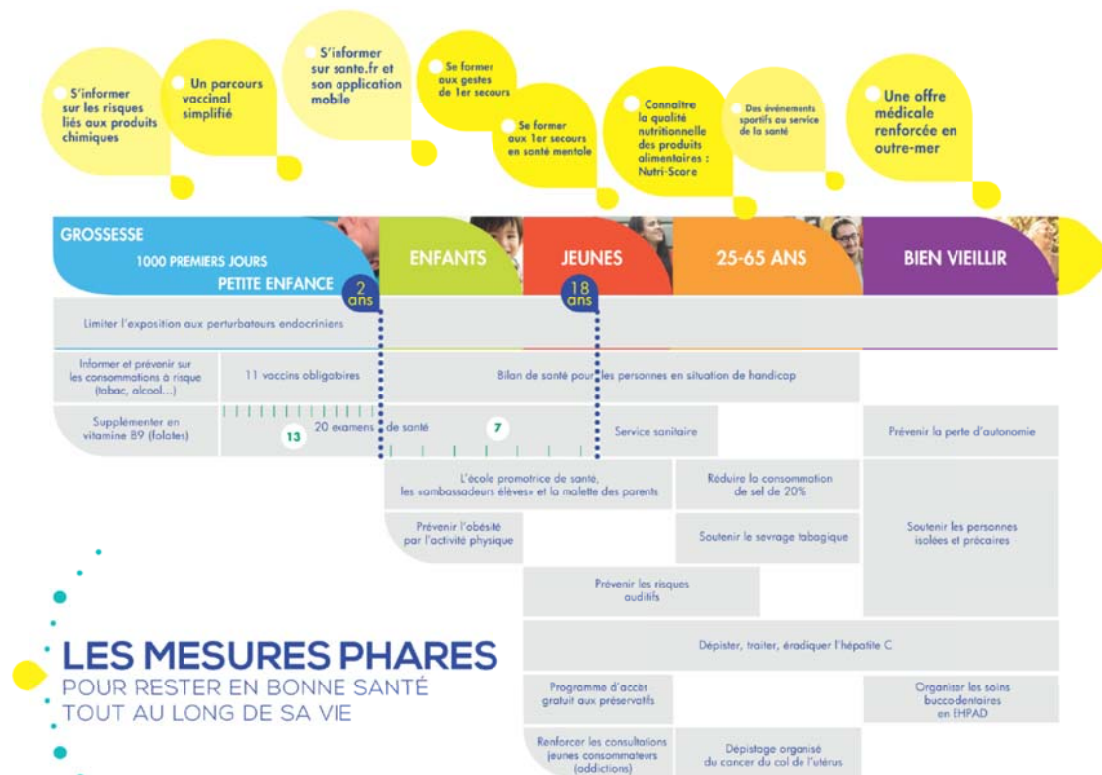 S'informer
sur les risques
liés aux produits
chimiques
Un parcours
vaccinal
simplifié
S'informer
sur sante.fr et
son application
mobile
Se former
aux gestes
de 1er secours
Se former
aux 1er secours
en santé mentale
Connaître
la qualité
nutritionnelle
des produits
alimentaires :
Nutri-Score
Des événements
sportifs au service
de la santé
Une offre
médicale
renforcée en
outre-mer
GROSSESSE
1000 PREMIERS JOURS
PETITE ENFANCE
2
ans
ENFANTS
JEUNES
18
ans
25-65 ANS
BIEN VIEILLIR
Limiter l'exposition aux perturbateurs endocriniers
Informer et prévenir sur
les consommations à risque
(tabac, alcool...)
11 vaccins obligatoires
Bilan de santé pour les personnes en situation de handicap
Supplémenter en
vitamine B9 (folates)
13
20 examens de santé
7
Service sanitaire
Prévenir la perte d'autonomie
L'école promotrice de santé,
les «ambassadeurs élèves» et la malette des parents
Réduire la consommation
de sel de 20%
Prévenir l'obésité
par l'activité physique
Soutenir le sevrage tabagique
Soutenir les personnes
isolées et précaires
Prévenir les risques
auditifs
Dépister, traiter, éradiquer l'hépatite C
Programme d'accès
gratuit aux préservatifs
Organiser les soins
buccodentaires
en EHPAD
Renforcer les consultations
jeunes consommateurs
(addictions)
Dépistage organisé
du cancer du col de l'utérus
LES MESURES PHARES
POUR RESTER EN BONNE SANTÉ
TOUT AU LONG DE SA VIE